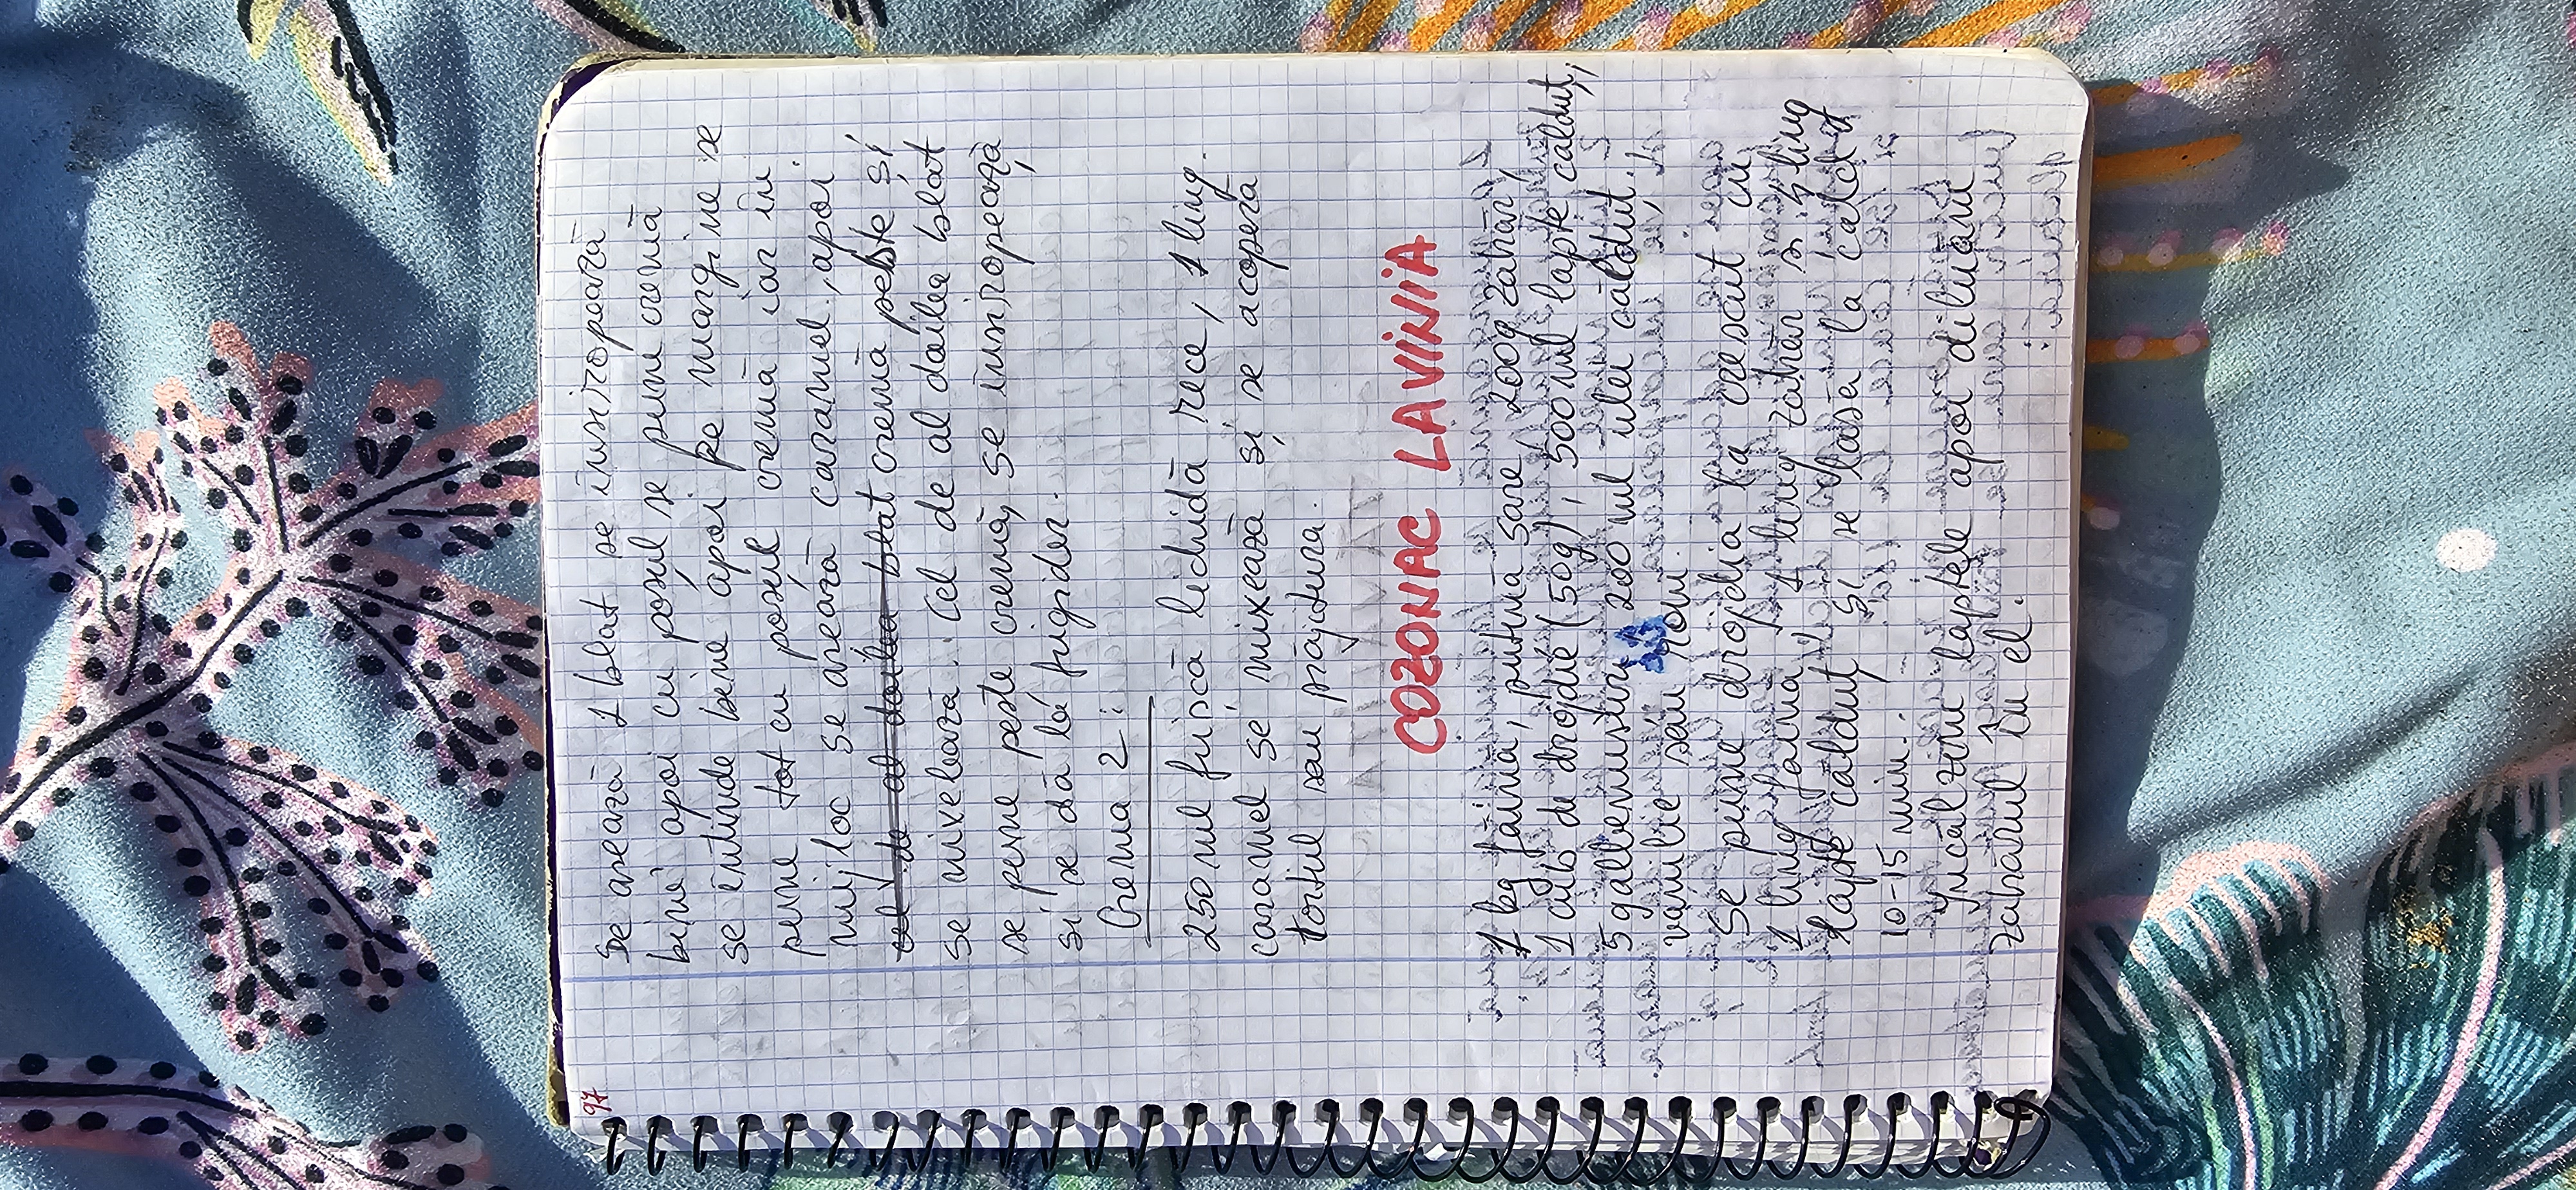 97
Se asează 1 blat se însiropează
bine apoi cu poșul se pune cremă
se întinde bine apoi pe margine se
pune tot cu poșul cremă iar în
mijloc se asează caramel, apoi
cel de al doilea blat cremă peste și
se nivelează. Cel de al doilea blat
se pune peste cremă, se însiropează
și se dă la frigider.
Crema 2:
250 ml frișcă lichidă rece, 1 ling.
caramel se mixează și se acoperă
tortul sau prăjitura.
COZONAC LAVINIA
1 kg făină, puțină sare, 200g zahăr,
1 cub de drojdie (50g), 500 ml lapte călduț,
5 gălbenușuri 200 ml ulei călduț,
vanilie sau rom.
Se pune drojdia la crescut cu
1 ling făină, 1 ling zahăr și 4 ling
lapte călduț și se lasă la cald
10-15 min.
Încălzim laptele apoi diluăm
zahărul în el.